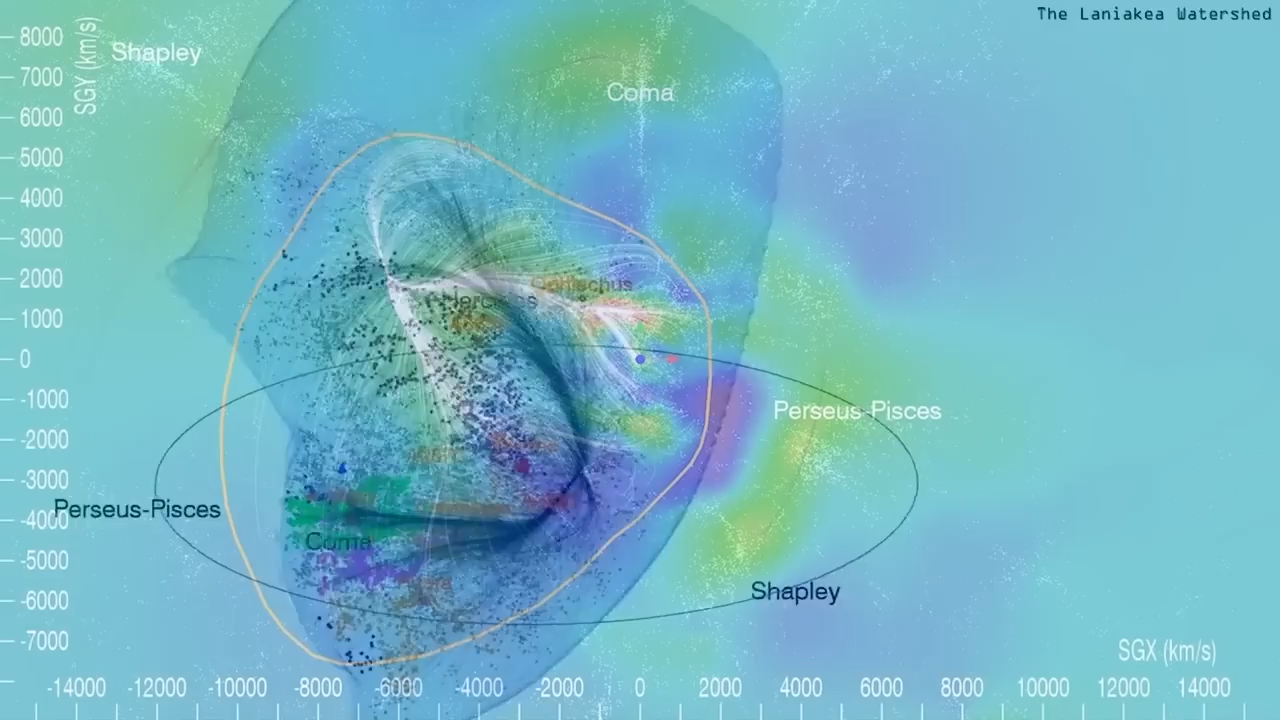 The Laniakea Watershed
8000
7000
6000
5000
4000
3000
2000
1000
0
-1000
-2000
-3000
-4000
-5000
-6000
-7000
SGY (km/s)
Shapley
Coma
Ophiuchus
Hercules
Perseus-Pisces
Perseus-Pisces
Coma
Shapley
SGX (km/s)
-14000 -12000 -10000 -8000 -6000 -4000 -2000 0 2000 4000 6000 8000 10000 12000 14000